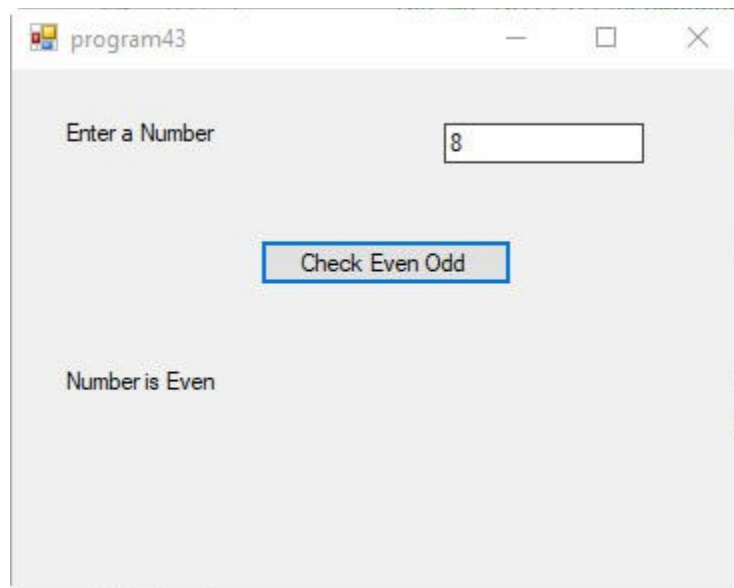 program43
Enter a Number
8
Check Even Odd
Number is Even